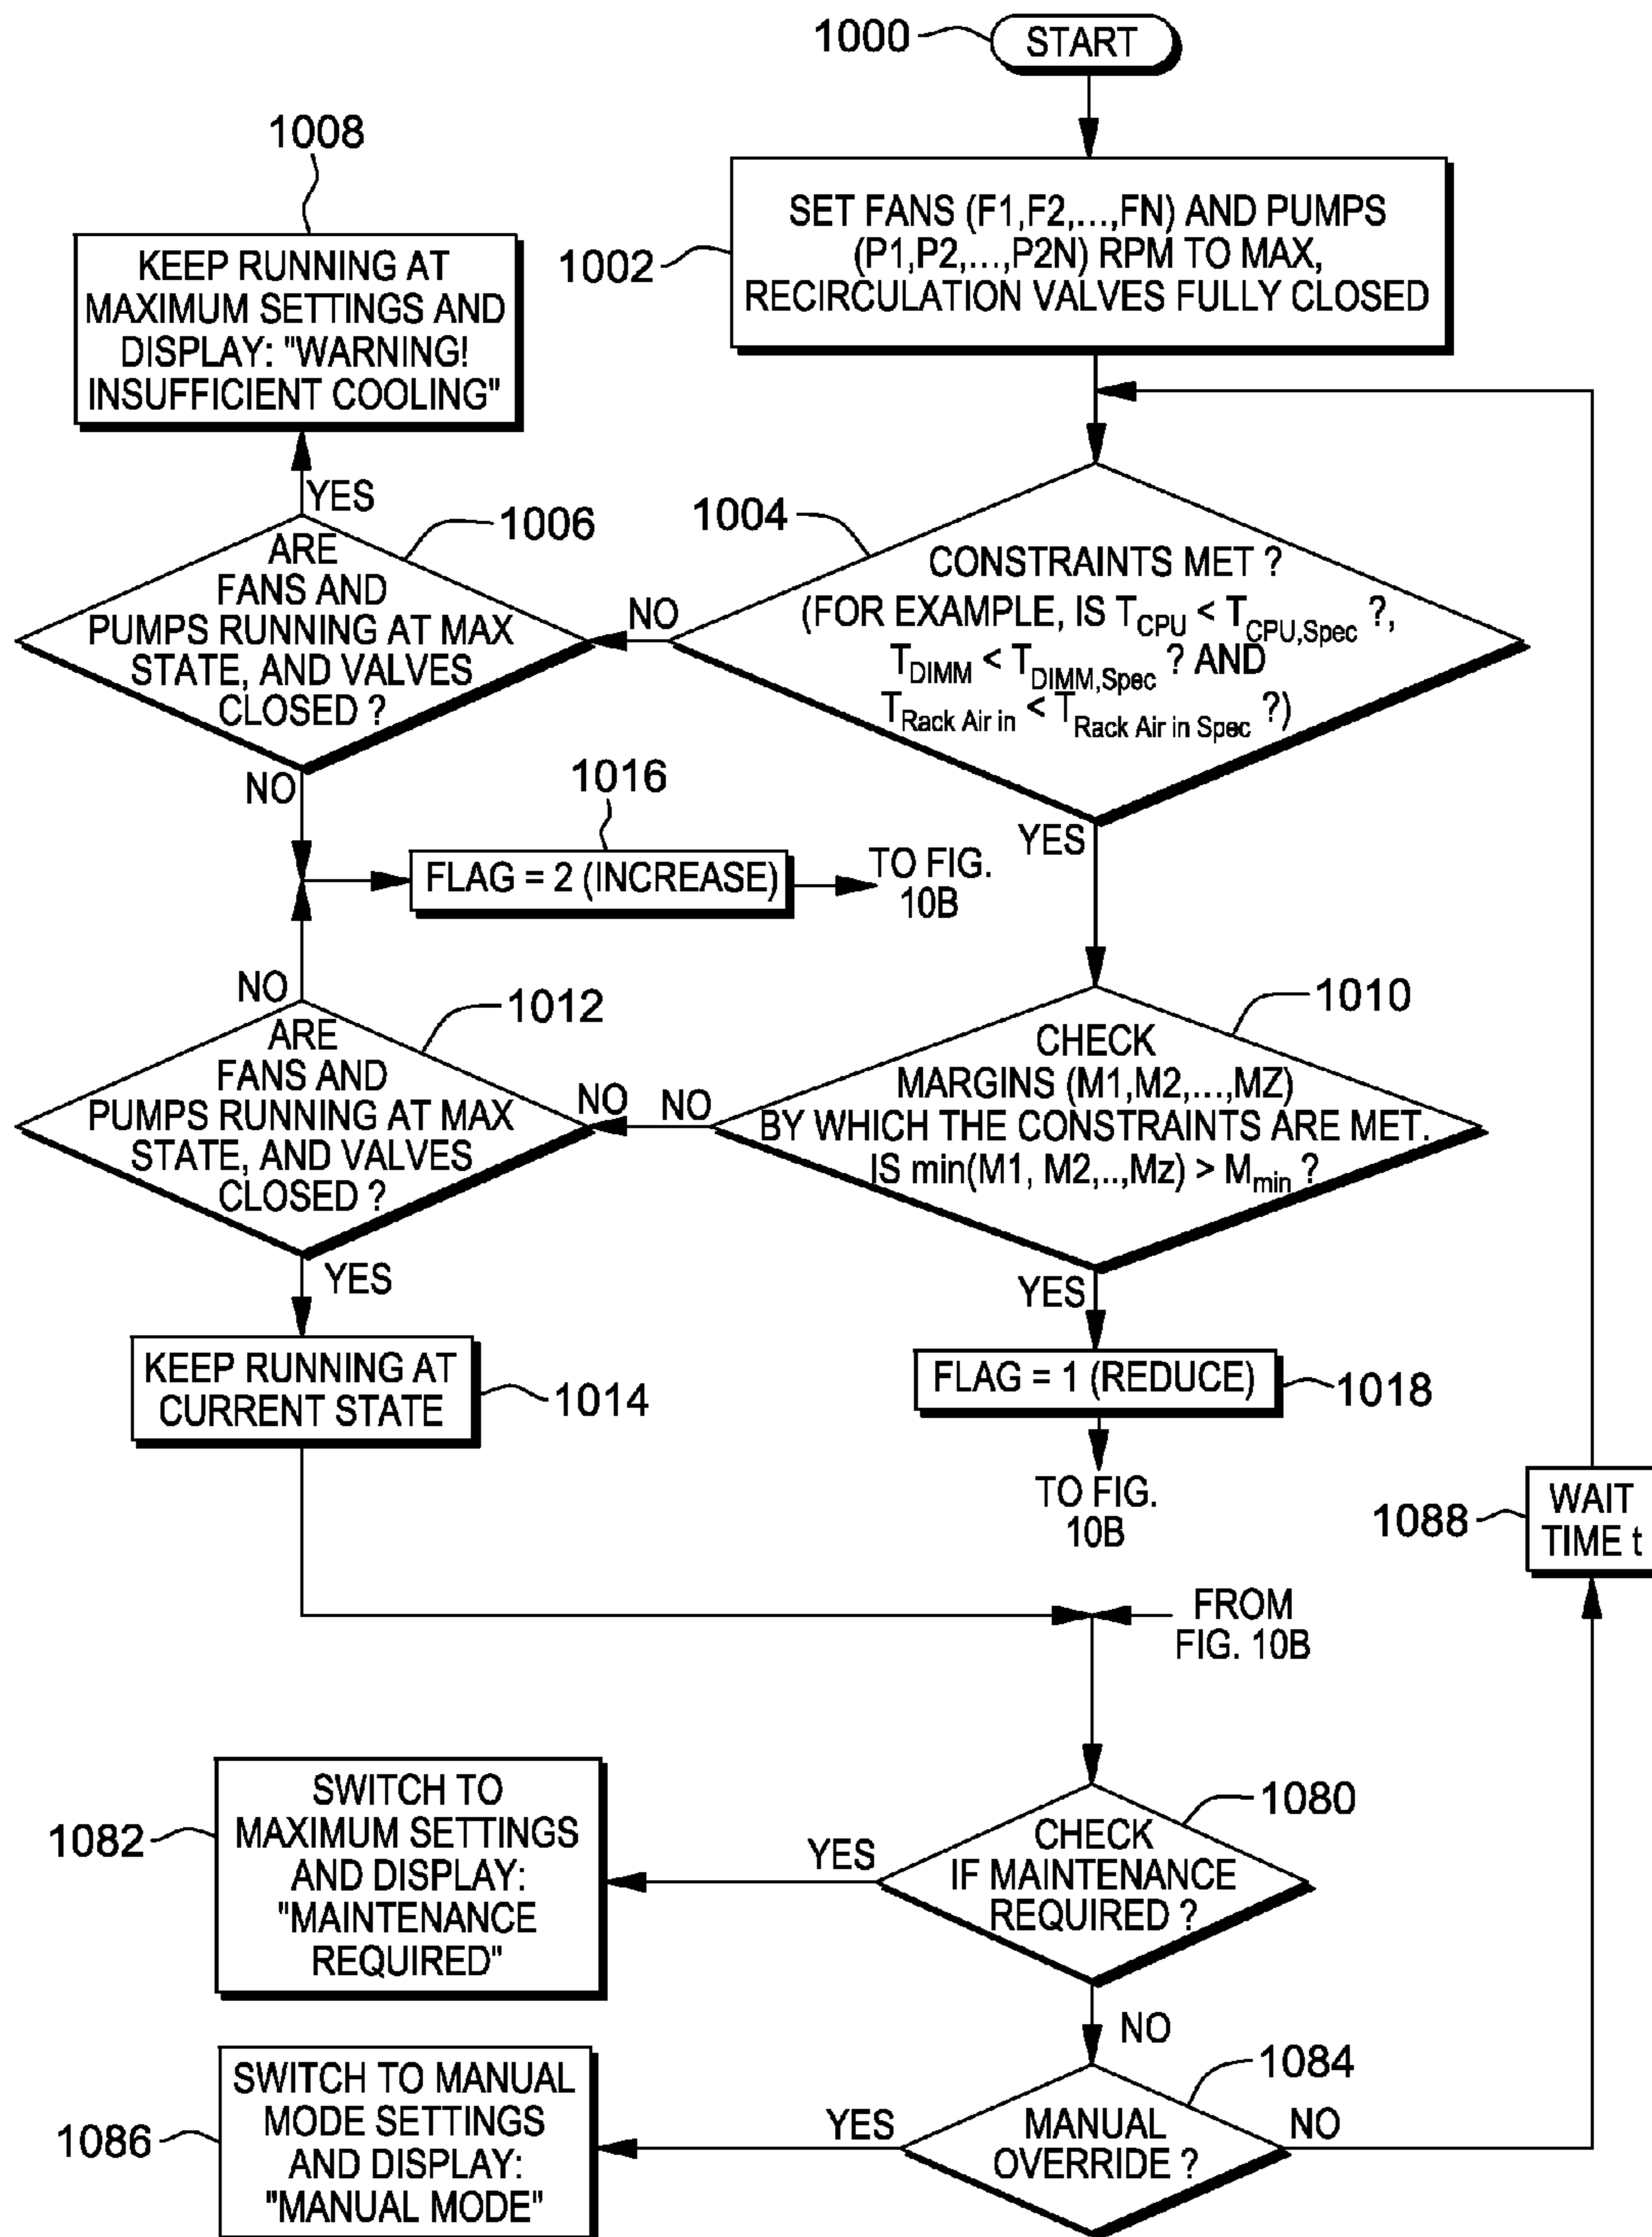 1000
START
1008
KEEP RUNNING AT
MAXIMUM SETTINGS AND
DISPLAY: "WARNING!
INSUFFICIENT COOLING"
1002
SET FANS (F1,F2,...,FN) AND PUMPS
(P1,P2,...,P2N) RPM TO MAX,
RECIRCULATION VALVES FULLY CLOSED
YES
1006
ARE
FANS AND
PUMPS RUNNING AT MAX
STATE, AND VALVES
CLOSED ?
NO
1004
CONSTRAINTS MET ?
(FOR EXAMPLE, IS T_CPU < T_CPU,Spec ?,
T_DIMM < T_DIMM,Spec ? AND
T_Rack Air in < T_Rack Air in Spec ?)
NO
YES
1016
FLAG = 2 (INCREASE)
TO FIG.
10B
NO
1012
ARE
FANS AND
PUMPS RUNNING AT MAX
STATE, AND VALVES
CLOSED ?
NO
NO
1010
CHECK
MARGINS (M1,M2,...,MZ)
BY WHICH THE CONSTRAINTS ARE MET.
IS min(M1, M2,..,Mz) > M_min ?
YES
YES
KEEP RUNNING AT
CURRENT STATE
1014
FLAG = 1 (REDUCE)
1018
TO FIG.
10B
1088
WAIT
TIME t
FROM
FIG. 10B
1082
SWITCH TO
MAXIMUM SETTINGS
AND DISPLAY:
"MAINTENANCE
REQUIRED"
YES
1080
CHECK
IF MAINTENANCE
REQUIRED ?
NO
1086
SWITCH TO MANUAL
MODE SETTINGS
AND DISPLAY:
"MANUAL MODE"
YES
1084
MANUAL
OVERRIDE ?
NO